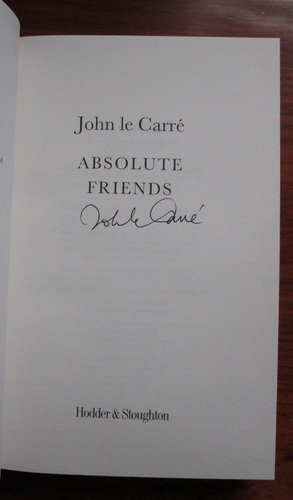 John le Carré
ABSOLUTE
FRIENDS
John le Carré
Hodder & Stoughton